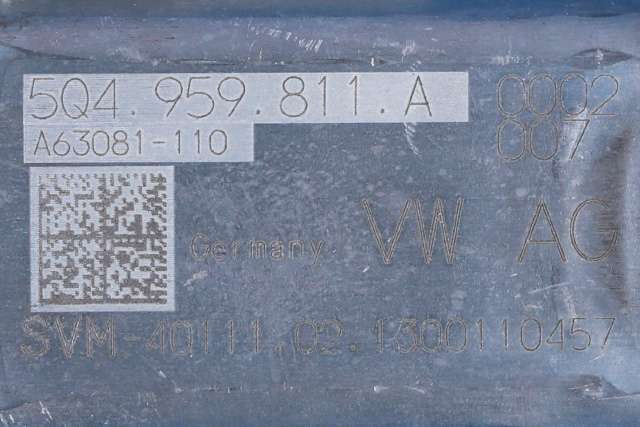 5Q4.959.811.A 0002
A63081-110 007
Germany VW AG
SVM-40111.02.1300110457